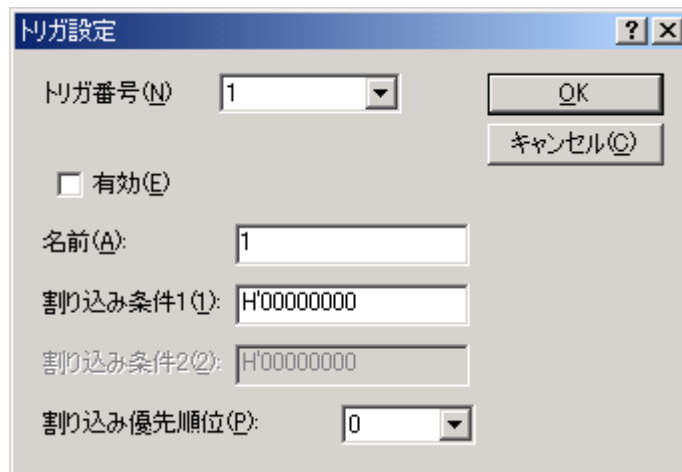 トリガ設定
トリガ番号(N) 1 OK
キャンセル(C)
有効(E)
名前(A): 1
割り込み条件1(1): H'00000000
割り込み条件2(2): H'00000000
割り込み優先順位(P): 0